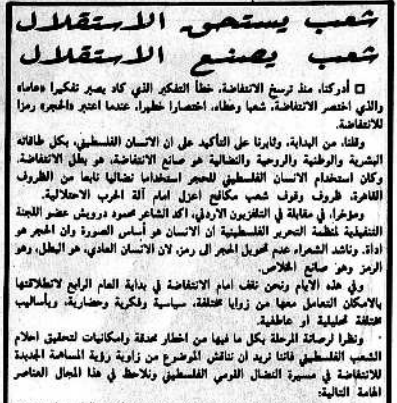 شعب يستحق الاستقلال
شعب يصنع الاستقلال
□ أدركنا، منذ ترسخ الانتفاضة، خطأ التفكير الذي كاد يصير تفكيرا «عاما»
والذي اختصر الانتفاضة، شعبا وعطاء، اختصارا خطيرا، عندما اعتبر «الحجر» رمزا
للانتفاضة.
وقلنا، من البداية، وثابرنا على التأكيد على ان الانسان الفلسطيني، بكل طاقاته
البشرية والوطنية والروحية والنضالية هو صانع الانتفاضة، هو بطل الانتفاضة.
وكان استخدام الانسان الفلسطيني للحجر استخداما نضاليا نابعا من (الظروف
القاهرة، ظروف وقوف شعب مكافح اعزل امام آلة الحرب الاحتلالية.
ومؤخرا، في مقابلة في التلفزيون الاردني، اكد الشاعر محمود درويش عضو اللجنة
التنفيذية لمنظمة التحرير الفلسطينية ان الانسان هو أساس الصورة وان الحجر هو
اداة. وناشد الشعراء عدم تحويل الحجر الى رمز، لان الانسان العادي، هو البطل، وهو
الرمز وهو صانع الخلاص.
وفي هذه الايام ونحن نقف امام الانتفاضة في بداية العام الرابع لانطلاقتها
بالامكان التعامل معها من زوايا مختلفة، سياسية وفكرية وحضارية، وبأساليب
مختلفة تحليلية أو عاطفية.
ونظرا لرصانة المرحلة بكل ما فيها من اخطار محدقة وامكانيات لتحقيق احلام
الشعب الفلسطيني فاننا نريد أن نناقش الموضوع من زاوية رؤية المساهمة الجديدة
للانتفاضة في مسيرة النضال القومي الفلسطيني ونلاحظ في هذا المجال العناصر
الهامة التالية: